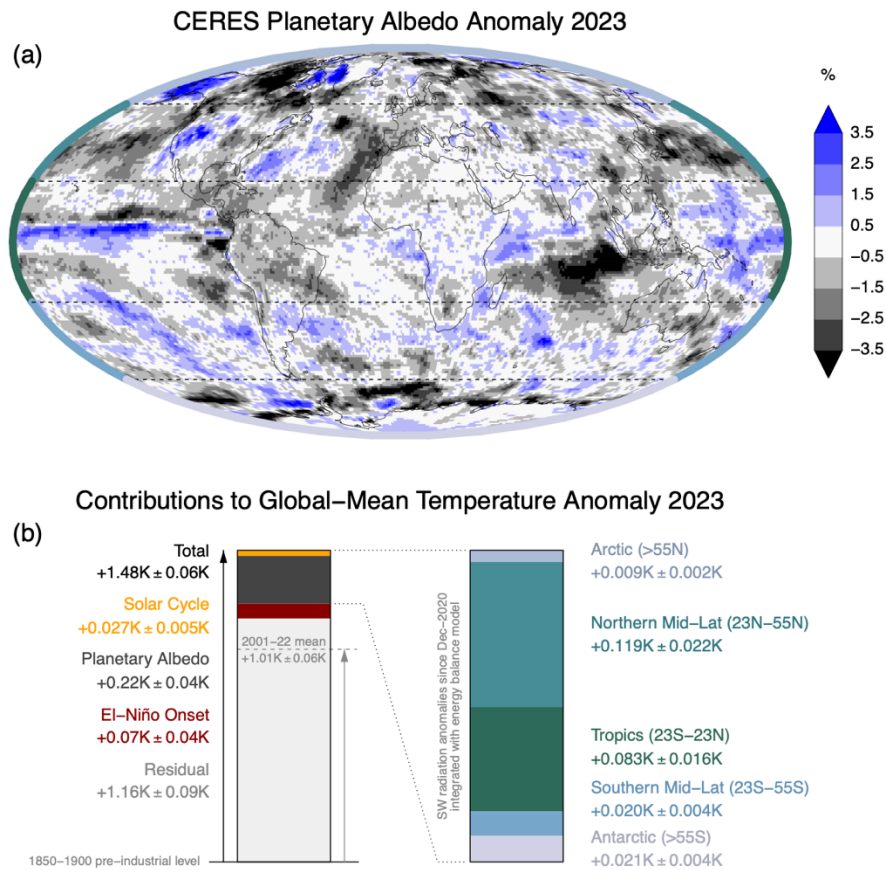 CERES Planetary Albedo Anomaly 2023
(a)
%
3.5
2.5
1.5
0.5
−0.5
−1.5
−2.5
−3.5
Contributions to Global−Mean Temperature Anomaly 2023
(b)
Total
+1.48K ± 0.06K
Solar Cycle
+0.027K ± 0.005K
Planetary Albedo
+0.22K ± 0.04K
El−Niño Onset
+0.07K ± 0.04K
Residual
+1.16K ± 0.09K
1850−1900 pre−industrial level
2001−22 mean
+1.01K ± 0.06K
SW radiation anomalies since Dec−2020
integrated with energy balance model
Arctic (>55N)
+0.009K ± 0.002K
Northern Mid−Lat (23N−55N)
+0.119K ± 0.022K
Tropics (23S−23N)
+0.083K ± 0.016K
Southern Mid−Lat (23S−55S)
+0.020K ± 0.004K
Antarctic (>55S)
+0.021K ± 0.004K